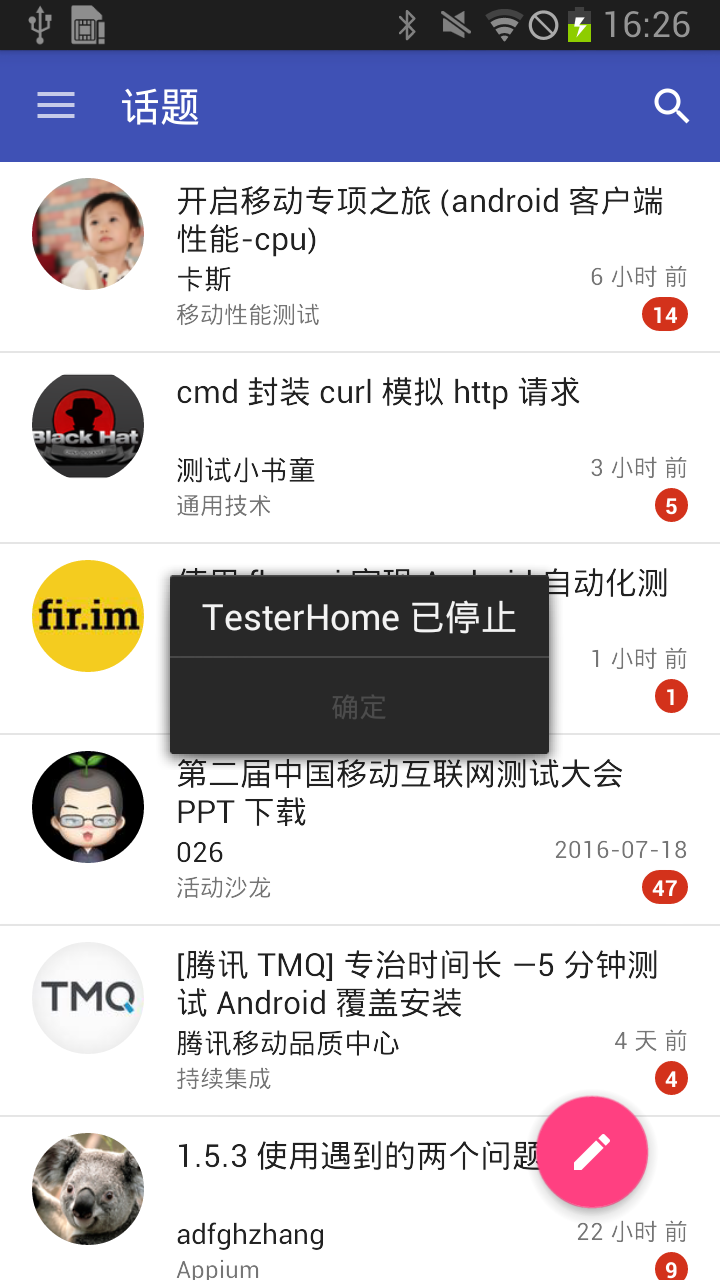 16:26
话题
开启移动专项之旅 (android 客户端
性能-cpu)
卡斯
6 小时 前
移动性能测试
14
cmd 封装 curl 模拟 http 请求
Black Hat
测试小书童
3 小时 前
通用技术
5
自动化测
fir.im
TesterHome 已停止
1 小时 前
1
确定
第二届中国移动互联网测试大会
PPT 下载
026
2016-07-18
活动沙龙
47
[腾讯 TMQ] 专治时间长 —5 分钟测
试 Android 覆盖安装
TMQ
腾讯移动品质中心
4 天 前
持续集成
4
1.5.3 使用遇到的两个问题
adfghzhang
22 小时 前
Appium
9